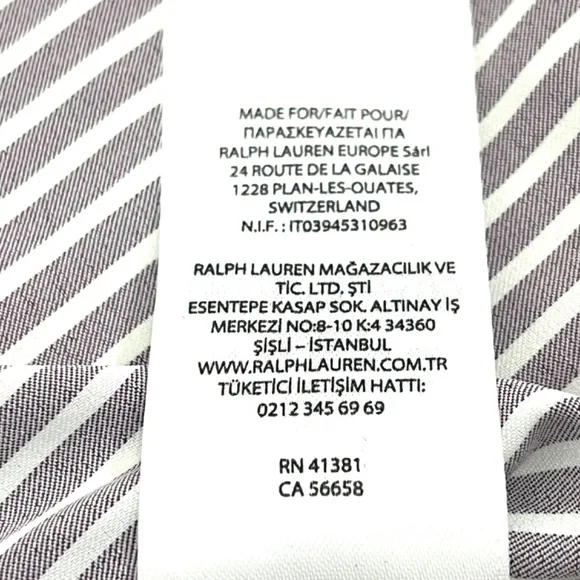 MADE FOR/FAIT POUR/
ΠΑΡΑΣΚΕΥΑΖΕΤΑΙ ΓΙΑ
RALPH LAUREN EUROPE Sárl
24 ROUTE DE LA GALAISE
1228 PLAN-LES-OUATES,
SWITZERLAND
N.I.F. : IT03945310963
RALPH LAUREN MAĞAZACILIK VE
TİC. LTD. ŞTİ
ESENTEPE KASAP SOK. ALTINAY İŞ
MERKEZİ NO:8-10 K:4 34360
ŞİŞLİ – İSTANBUL
WWW.RALPHLAUREN.COM.TR
TÜKETİCİ İLETİŞİM HATTI:
0212 345 69 69
RN 41381
CA 56658